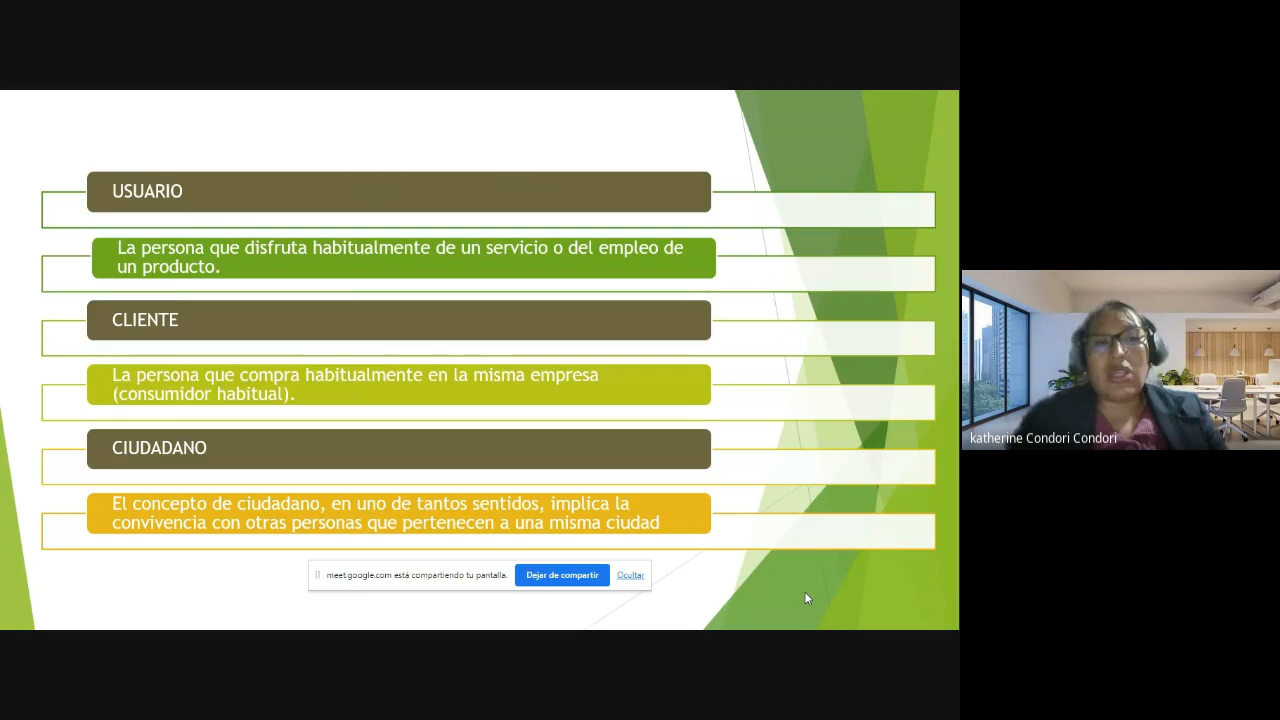 USUARIO
La persona que disfruta habitualmente de un servicio o del empleo de
un producto.
CLIENTE
La persona que compra habitualmente en la misma empresa
(consumidor habitual).
CIUDADANO
El concepto de ciudadano, en uno de tantos sentidos, implica la
convivencia con otras personas que pertenecen a una misma ciudad
meet.google.com está compartiendo tu pantalla.
Dejar de compartir
Ocultar
katherine Condori Condori